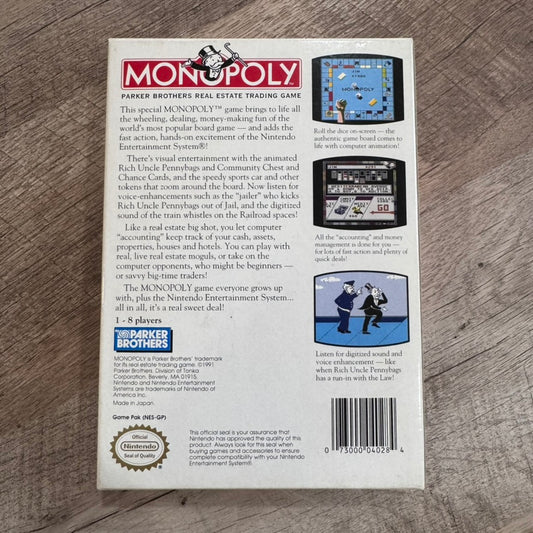 MONOPOLY
PARKER BROTHERS REAL ESTATE TRADING GAME
This special MONOPOLY™ game brings to life all
the wheeling, dealing, money-making fun of the
world's most popular board game — and adds the
fast action, hands-on excitement of the Nintendo
Entertainment System®!
There's visual entertainment with the animated
Rich Uncle Pennybags and Community Chest and
Chance Cards, and the speedy sports car and other
tokens that zoom around the board. Now listen for
voice-enhancements such as the "jailer" who kicks
Rich Uncle Pennybags out of Jail, and the digitized
sound of the train whistles on the Railroad spaces!
Like a real estate big shot, you let computer
"accounting" keep track of your cash, assets,
properties, houses and hotels. You can play with
real, live real estate moguls, or take on the
computer opponents, who might be beginners —
or savvy big-time traders!
The MONOPOLY game everyone grows up
with, plus the Nintendo Entertainment System...
all in all, it's a real sweet deal!
1 - 8 players
PARKER
BROTHERS
MONOPOLY is Parker Brothers' trademark
for its real estate trading game. ©1991
Parker Brothers, Division of Tonka
Corporation, Beverly, MA 01915.
Nintendo and Nintendo Entertainment
Systems are trademarks of Nintendo of
America Inc.
Made in Japan
Game Pak (NES-GP)
Official
Nintendo
Seal of Quality
This official seal is your assurance that
Nintendo has approved the quality of this
product. Always look for this seal when
buying games and accessories to ensure
complete compatibility with your Nintendo
Entertainment System®.
MONOPOLY
Roll the dice on-screen — the
authentic game board comes to
life with computer animation!
GO
All the "accounting" and money
management is done for you —
for lots of fast action and plenty of
quick deals!
Listen for digitized sound and
voice enhancement — like
when Rich Uncle Pennybags
has a run-in with the Law!
0 73000 04028 4